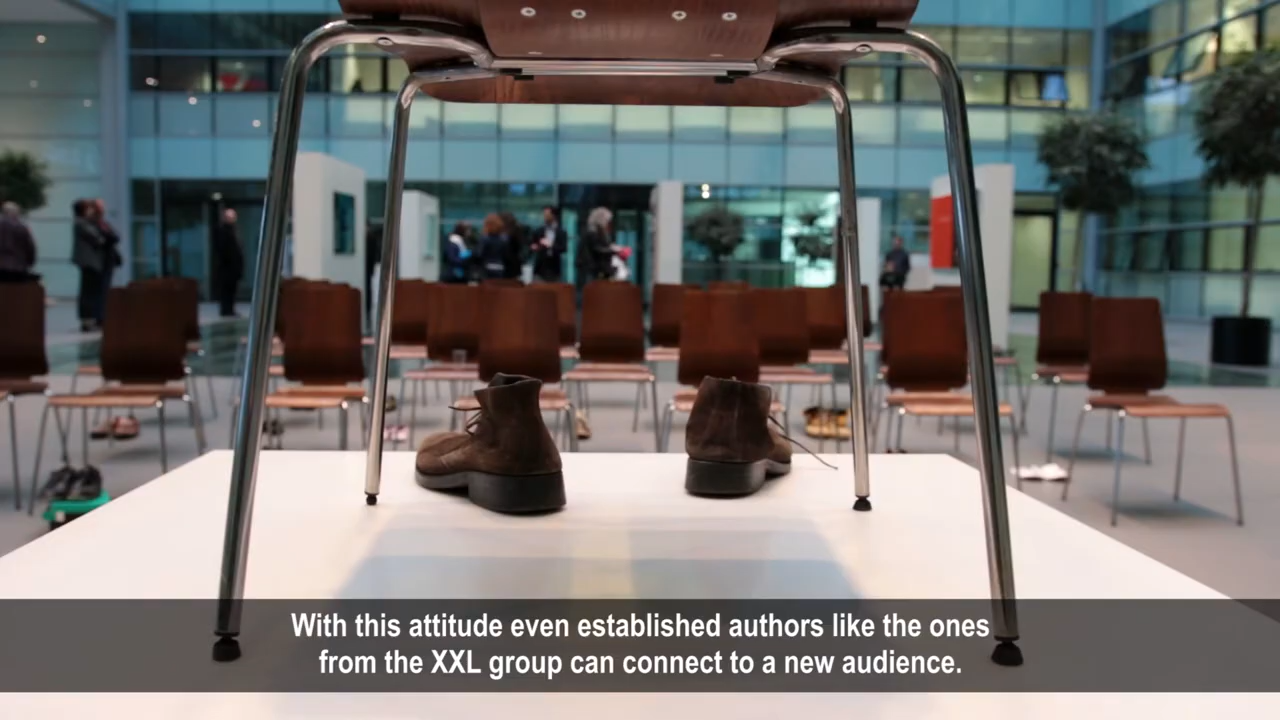 With this attitude even established authors like the ones
from the XXL group can connect to a new audience.